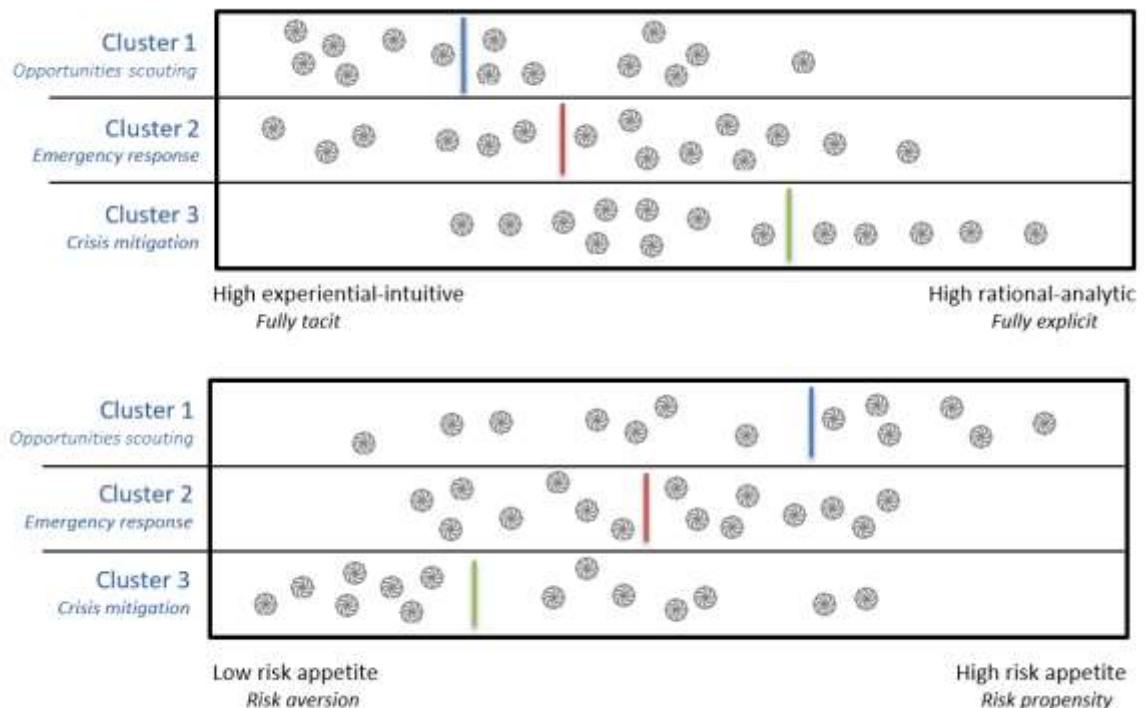 Cluster 1
Opportunities scouting
Cluster 2
Emergency response
Cluster 3
Crisis mitigation
High experiential-intuitive
High rational-analytic
Fully tacit
Fully explicit
Cluster 1
Opportunities scouting
Cluster 2
Emergency response
Cluster 3
Crisis mitigation
Low risk appetite
High risk appetite
Risk aversion
Risk propensity